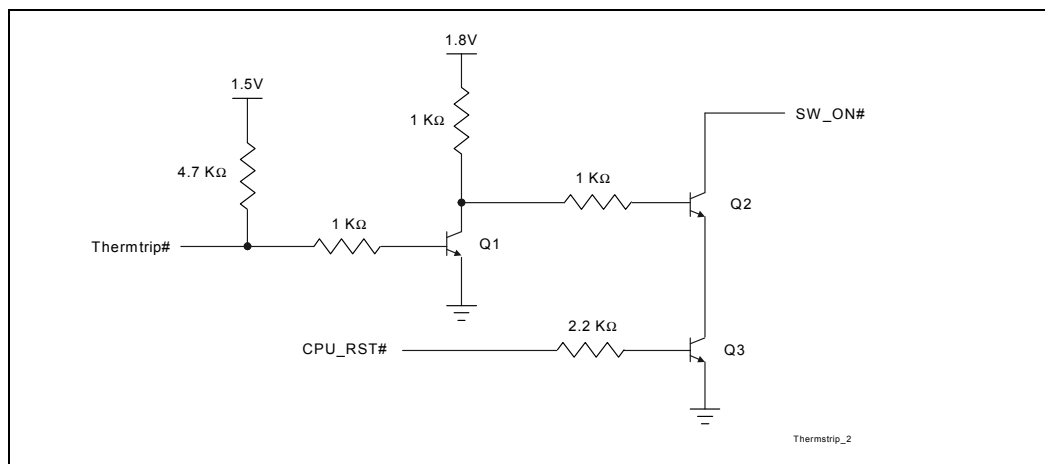 1.8V
1.5V
1 KΩ
SW_ON#
4.7 KΩ
1 KΩ
Q2
1 KΩ
Thermtrip#
Q1
2.2 KΩ
CPU_RST#
Q3
Thermstrip_2